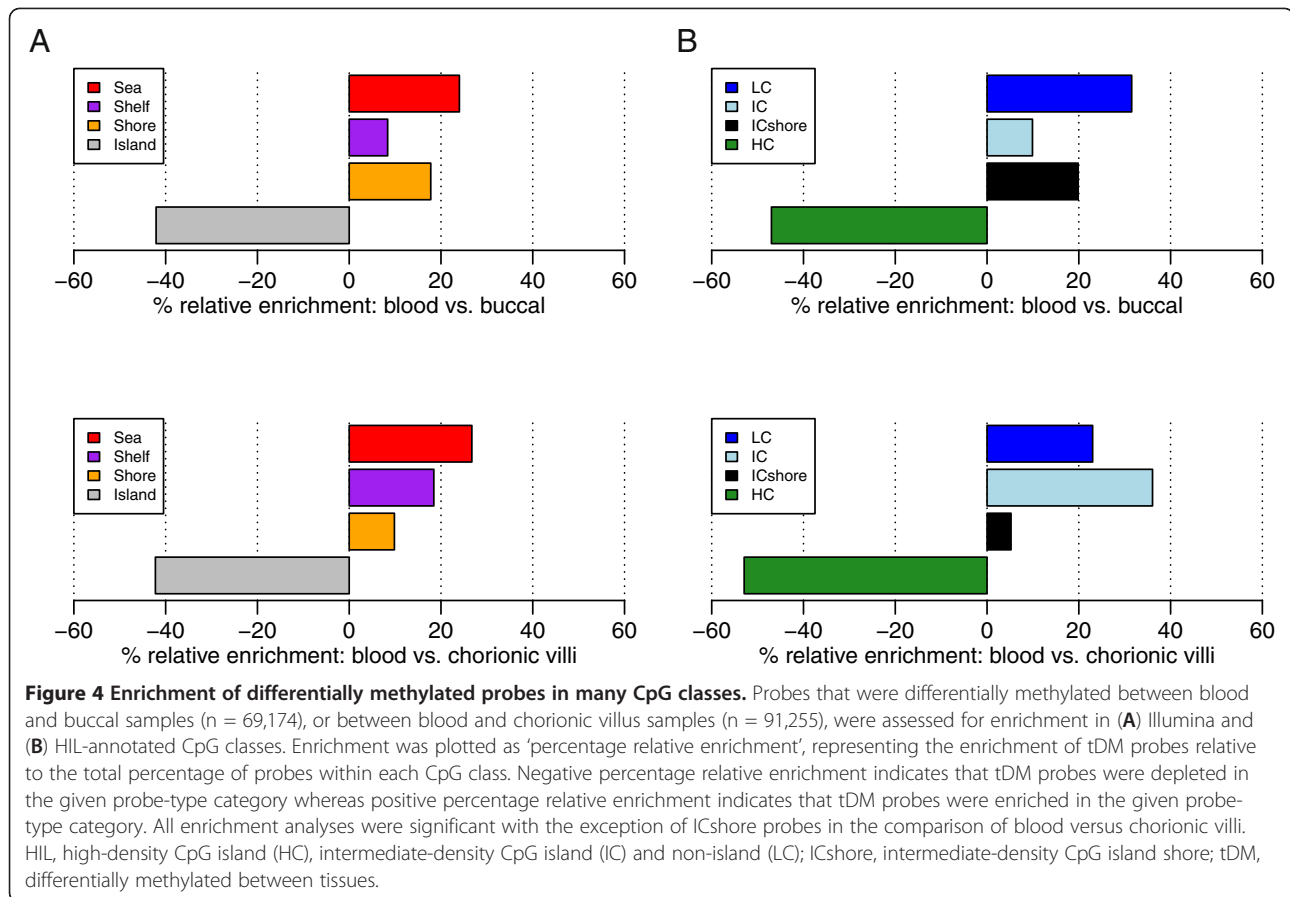 A
Sea
Shelf
Shore
Island
−60 −40 −20 0 20 40 60
% relative enrichment: blood vs. buccal
B
LC
IC
ICshore
HC
−60 −40 −20 0 20 40 60
% relative enrichment: blood vs. buccal
Sea
Shelf
Shore
Island
−60 −40 −20 0 20 40 60
% relative enrichment: blood vs. chorionic villi
LC
IC
ICshore
HC
−60 −40 −20 0 20 40 60
% relative enrichment: blood vs. chorionic villi
Figure 4 Enrichment of differentially methylated probes in many CpG classes. Probes that were differentially methylated between blood
and buccal samples (n = 69,174), or between blood and chorionic villus samples (n = 91,255), were assessed for enrichment in (A) Illumina and
(B) HIL-annotated CpG classes. Enrichment was plotted as ‘percentage relative enrichment’, representing the enrichment of tDM probes relative
to the total percentage of probes within each CpG class. Negative percentage relative enrichment indicates that tDM probes were depleted in
the given probe-type category whereas positive percentage relative enrichment indicates that tDM probes were enriched in the given probe-
type category. All enrichment analyses were significant with the exception of ICshore probes in the comparison of blood versus chorionic villi.
HIL, high-density CpG island (HC), intermediate-density CpG island (IC) and non-island (LC); ICshore, intermediate-density CpG island shore; tDM,
differentially methylated between tissues.